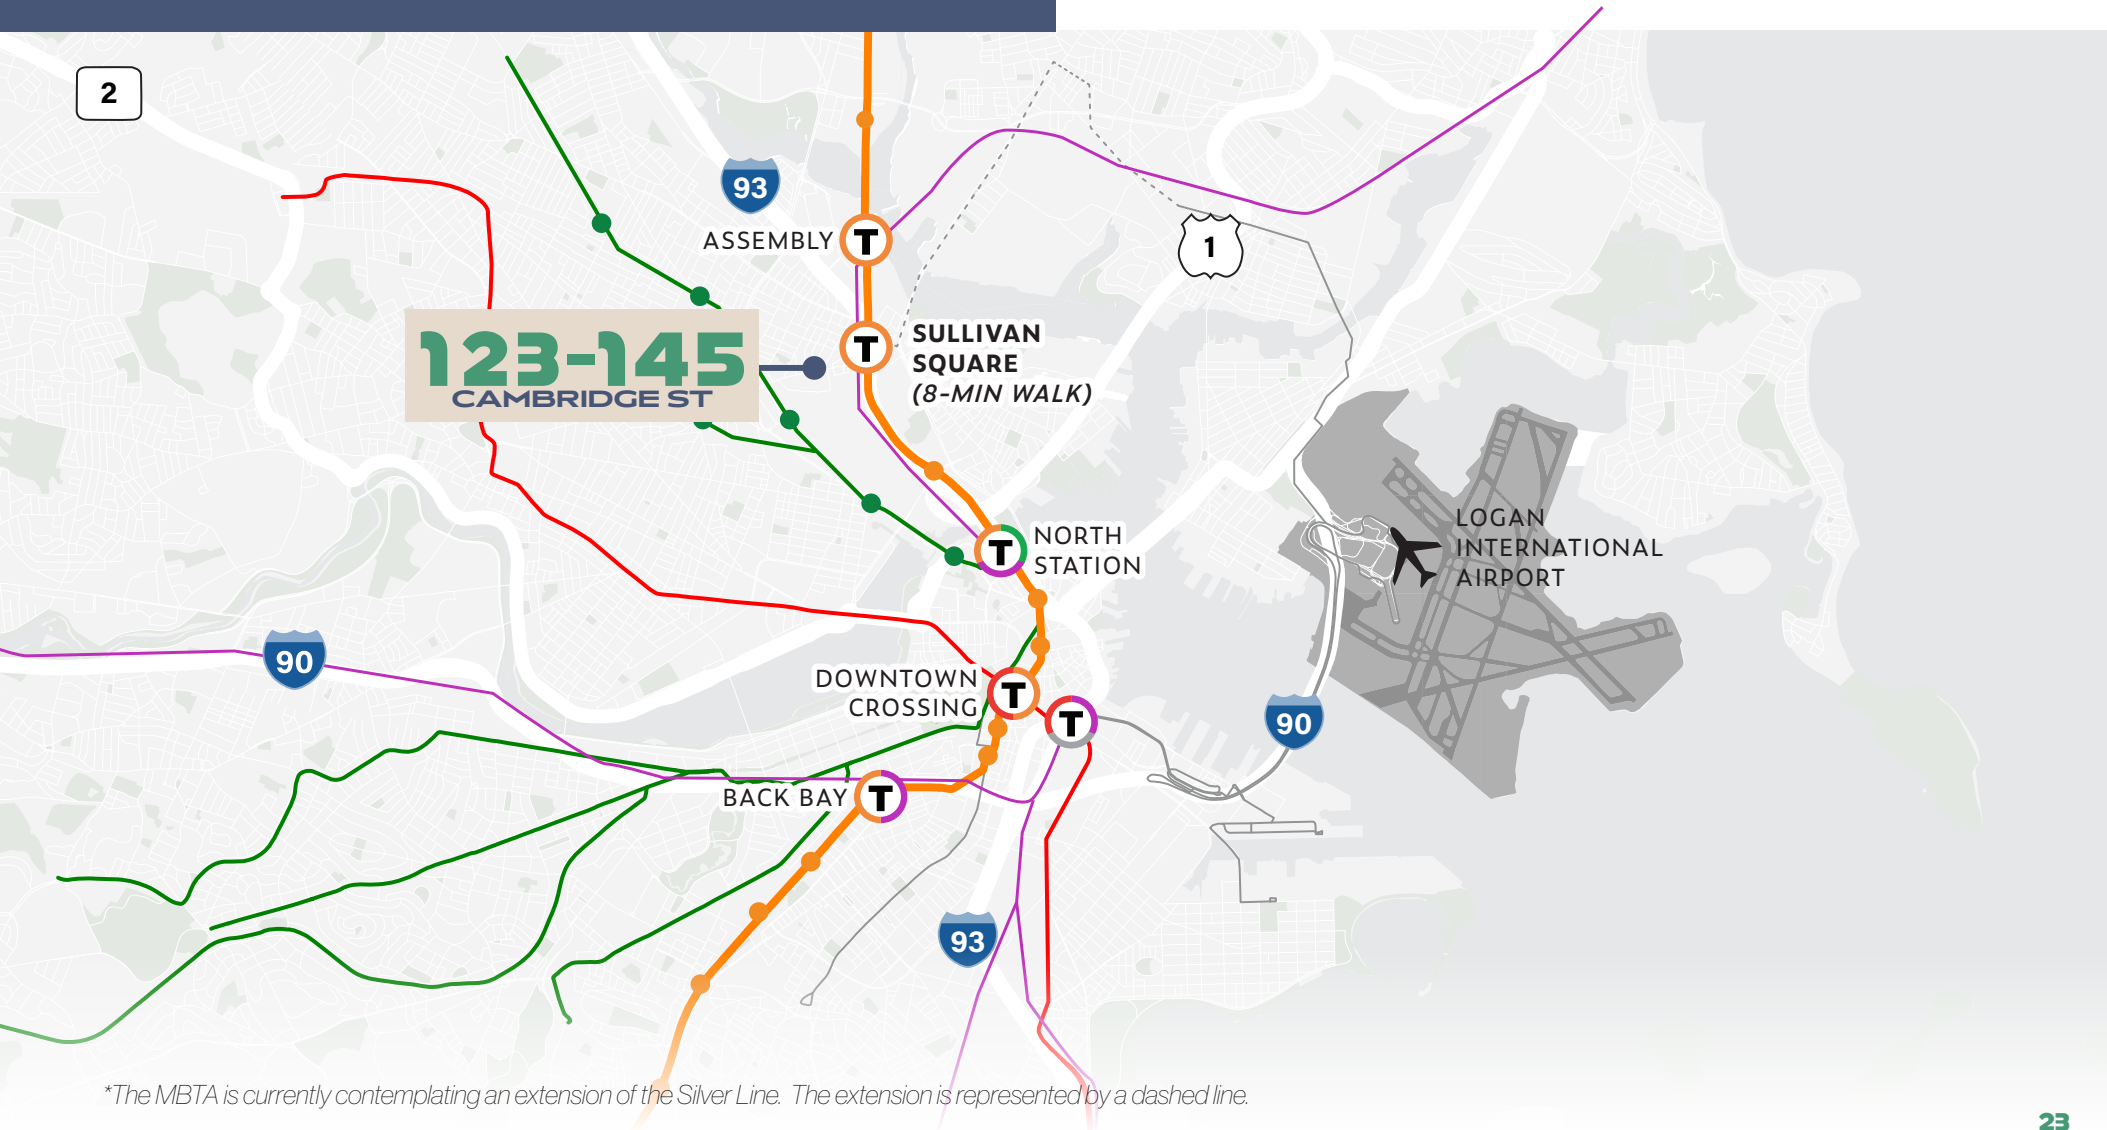 2
93
ASSEMBLY
T
1
123-145
CAMBRIDGE ST
T
SULLIVAN
SQUARE
(8-MIN WALK)
LOGAN
INTERNATIONAL
AIRPORT
T
NORTH
STATION
90
DOWNTOWN
CROSSING
T
T
90
BACK BAY
T
93
*The MBTA is currently contemplating an extension of the Silver Line. The extension is represented by a dashed line.
23